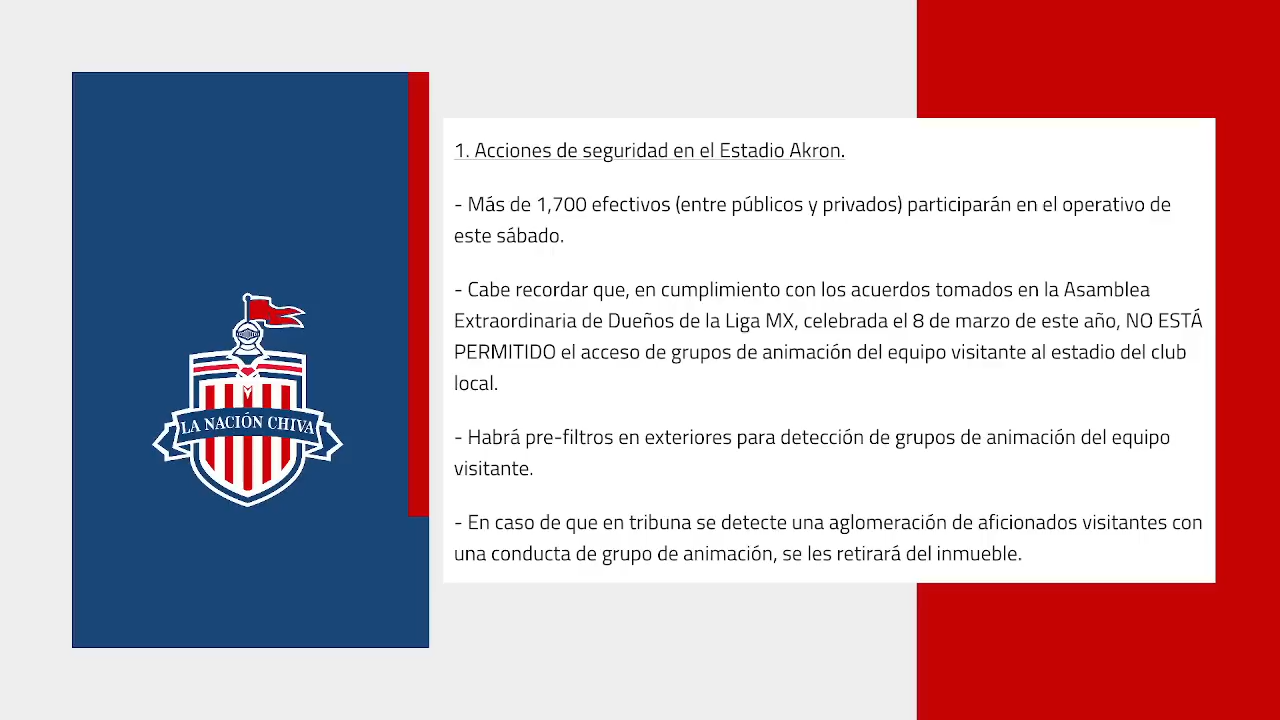 1. Acciones de seguridad en el Estadio Akron.
- Más de 1,700 efectivos (entre públicos y privados) participarán en el operativo de
este sábado.
- Cabe recordar que, en cumplimiento con los acuerdos tomados en la Asamblea
Extraordinaria de Dueños de la Liga MX, celebrada el 8 de marzo de este año, NO ESTÁ
PERMITIDO el acceso de grupos de animación del equipo visitante al estadio del club
local.
- Habrá pre-filtros en exteriores para detección de grupos de animación del equipo
visitante.
- En caso de que en tribuna se detecte una aglomeración de aficionados visitantes con
una conducta de grupo de animación, se les retirará del inmueble.
LA NACIÓN CHIVA